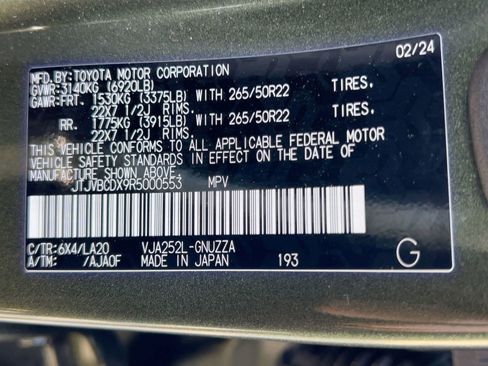 02/24
MFD.BY:TOYOTA MOTOR CORPORATION
GVWR:3140KG (6920LB)
GAWR:FRT. 1530KG (3375LB) WITH 265/50R22 TIRES.
22X7 1/2J RIMS.
RR. 1775KG (3915LB) WITH 265/50R22 TIRES.
22X7 1/2J RIMS.
THIS VEHICLE CONFORMS TO ALL APPLICABLE FEDERAL MOTOR
VEHICLE SAFETY STANDARDS IN EFFECT ON THE DATE OF
MANUFACTURE SHOWN ABOVE.
JTJVBCDX9R5000553 MPV
C/TR:6X4/LA20 VJA252L-GNUZZA
A/TM: /AJAOF MADE IN JAPAN 193
G